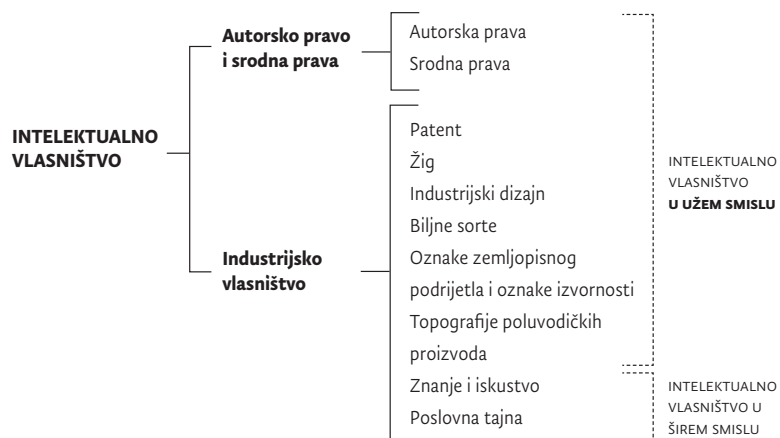 INTELEKTUALNO
VLASNIŠTVO
Autorsko pravo
i srodna prava
Autorska prava
Srodna prava
Industrijsko
vlasništvo
Patent
Žig
Industrijski dizajn
Biljne sorte
Oznake zemljopisnog
podrijetla i oznake izvornosti
Topografije poluvodičkih
proizvoda
Znanje i iskustvo
Poslovna tajna
INTELEKTUALNO
VLASNIŠTVO
U UŽEM SMISLU
INTELEKTUALNO
VLASNIŠTVO U
ŠIREM SMISLU